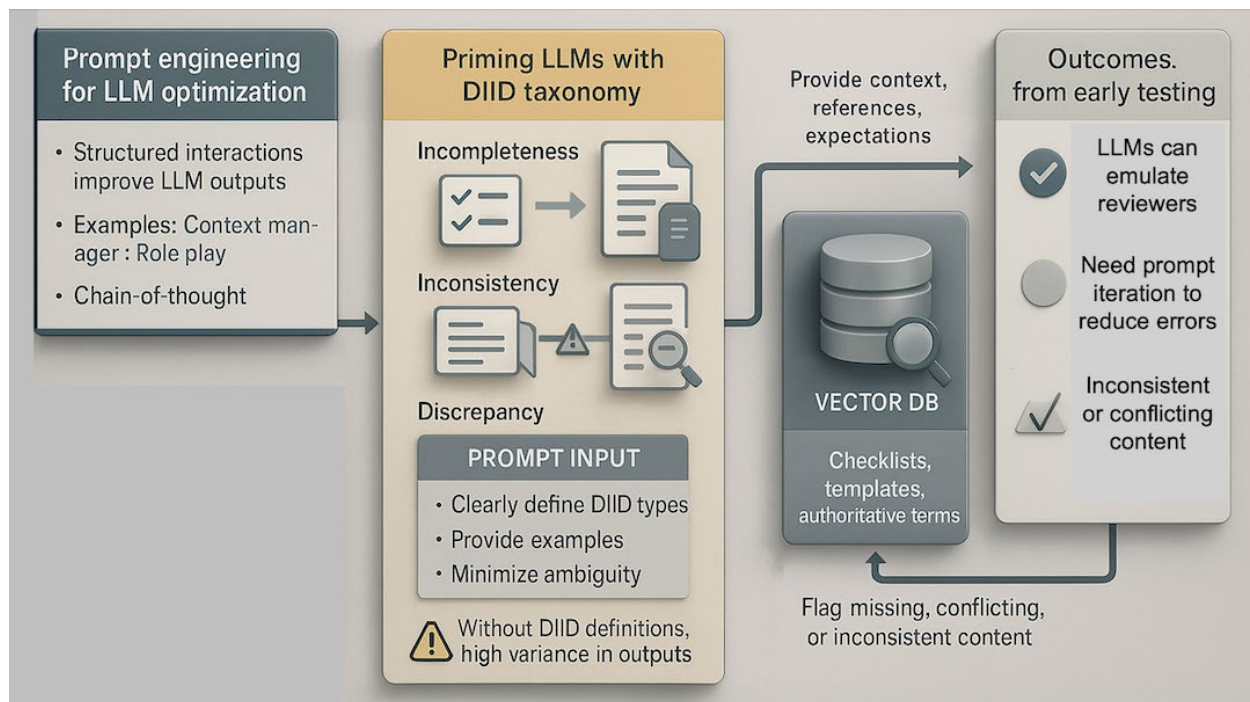 Prompt engineering
for LLM optimization
• Structured interactions
improve LLM outputs
• Examples: Context man-
ager : Role play
• Chain-of-thought
Priming LLMs with
DIID taxonomy
Incompleteness
Inconsistency
Discrepancy
PROMPT INPUT
• Clearly define DIID types
• Provide examples
• Minimize ambiguity
Without DIID definitions,
high variance in outputs
Provide context,
references,
expectations
VECTOR DB
Checklists,
templates,
authoritative terms
Flag missing, conflicting,
or inconsistent content
Outcomes.
from early testing
LLMs can
emulate
reviewers
Need prompt
iteration to
reduce errors
Inconsistent
or conflicting
content